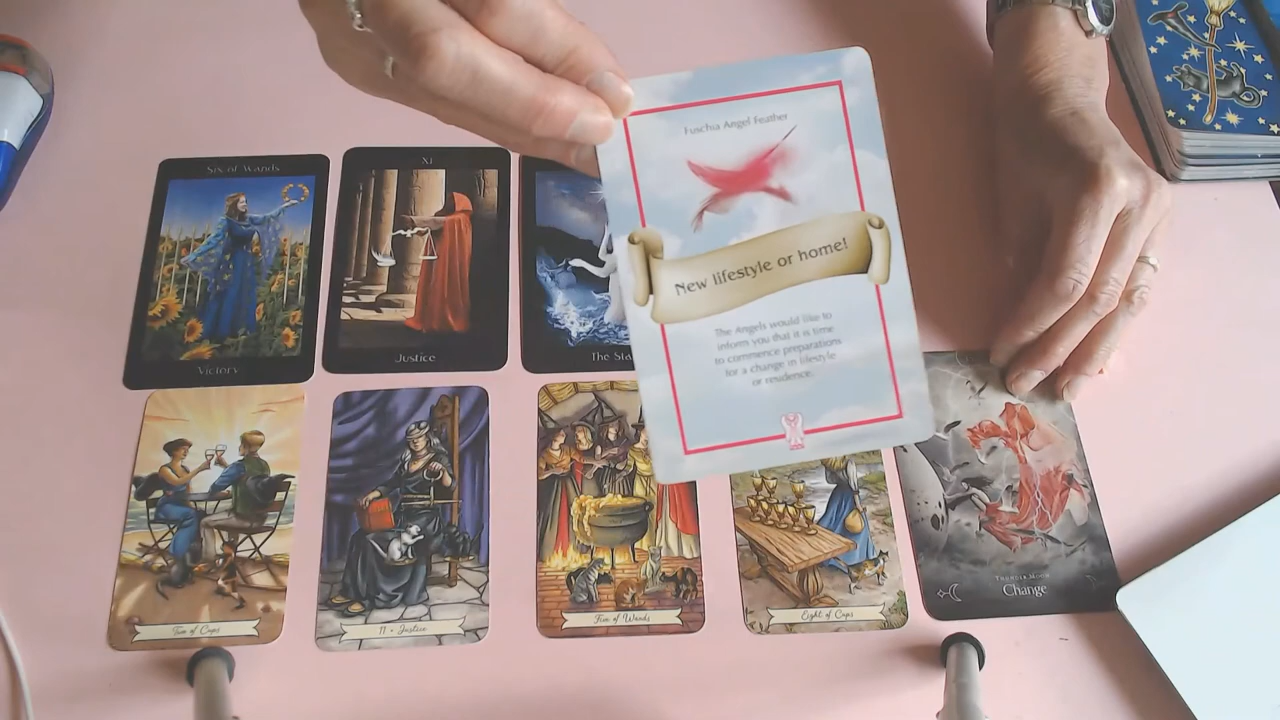 Six of Wands
Victory
XI
Justice
The Sta
Fuschia Angel Feather
New lifestyle or home!
The Angels would like to
inform you that it is time
to commence preparations
for a change in lifestyle
or residence.
Two of Cups
11 • Justice
Five of Wands
Eight of Cups
Thunder Moon
Change